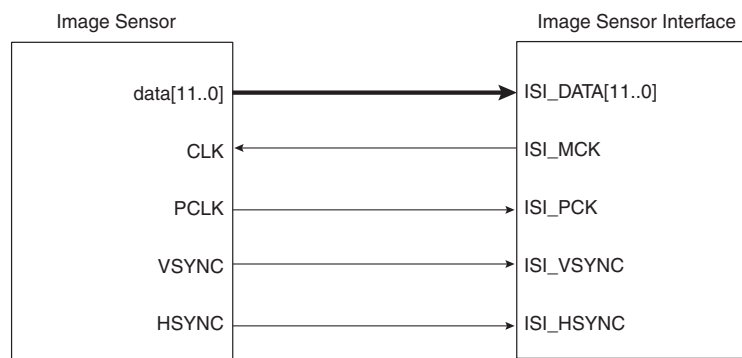 Image Sensor Image Sensor Interface
data[11..0] ISI_DATA[11..0]
CLK ISI_MCK
PCLK ISI_PCK
VSYNC ISI_VSYNC
HSYNC ISI_HSYNC